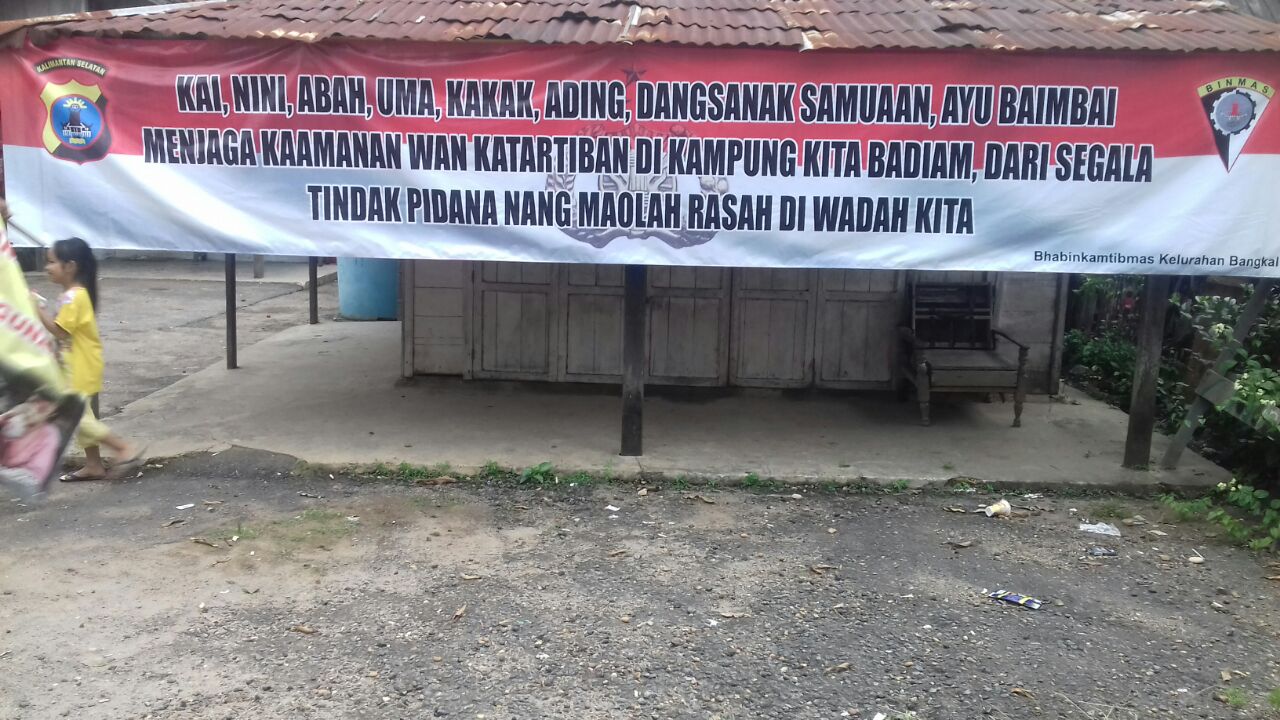 KALIMANTAN SELATAN
KAI, NINI, ABAH, UMA, KAKAK, ADING, DANGSANAK SAMUAAN, AYU BAIMBAI
MENJAGA KAAMANAN WAN KATARTIBAN DI KAMPUNG KITA BADIAM, DARI SEGALA
TINDAK PIDANA NANG MAOLAH RASAH DI WADAH KITA
BINMAS
Bhabinkamtibmas Kelurahan Bangkal